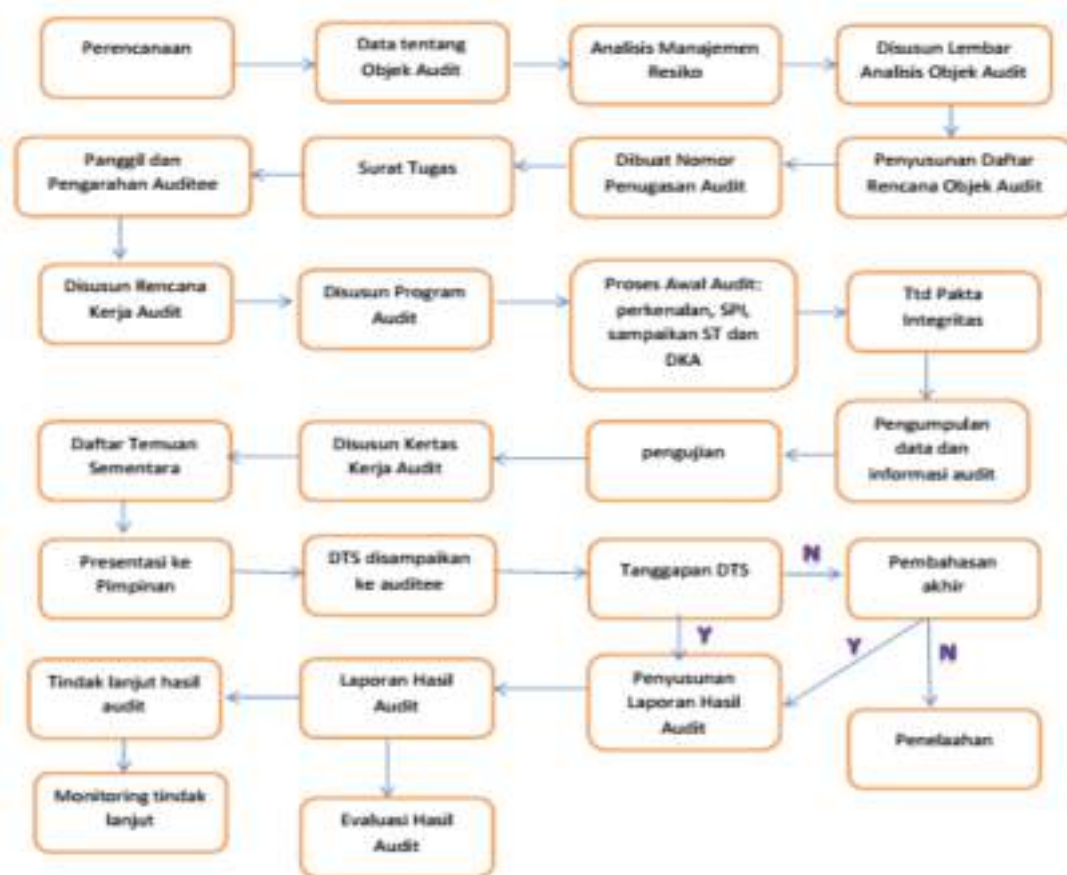 Perencanaan
Data tentang
Objek Audit
Analisis Manajemen
Resiko
Disusun Lembar
Analisis Objek Audit
Panggil dan
Pengarahan Auditee
Surat Tugas
Dibuat Nomor
Penugasan Audit
Penyusunan Daftar
Rencana Objek Audit
Disusun Rencana
Kerja Audit
Disusun Program
Audit
Proses Awal Audit:
perkenalan, SPI,
sampaikan ST dan
DKA
Ttd Pakta
Integritas
Daftar Temuan
Sementara
Disusun Kertas
Kerja Audit
pengujian
Pengumpulan
data dan
informasi audit
Presentasi ke
Pimpinan
DTS disampaikan
ke auditee
Tanggapan DTS
N
Pembahasan
akhir
Y
Y
N
Tindak lanjut hasil
audit
Laporan Hasil
Audit
Penyusunan
Laporan Hasil
Audit
Penelaahan
Monitoring tindak
lanjut
Evaluasi Hasil
Audit